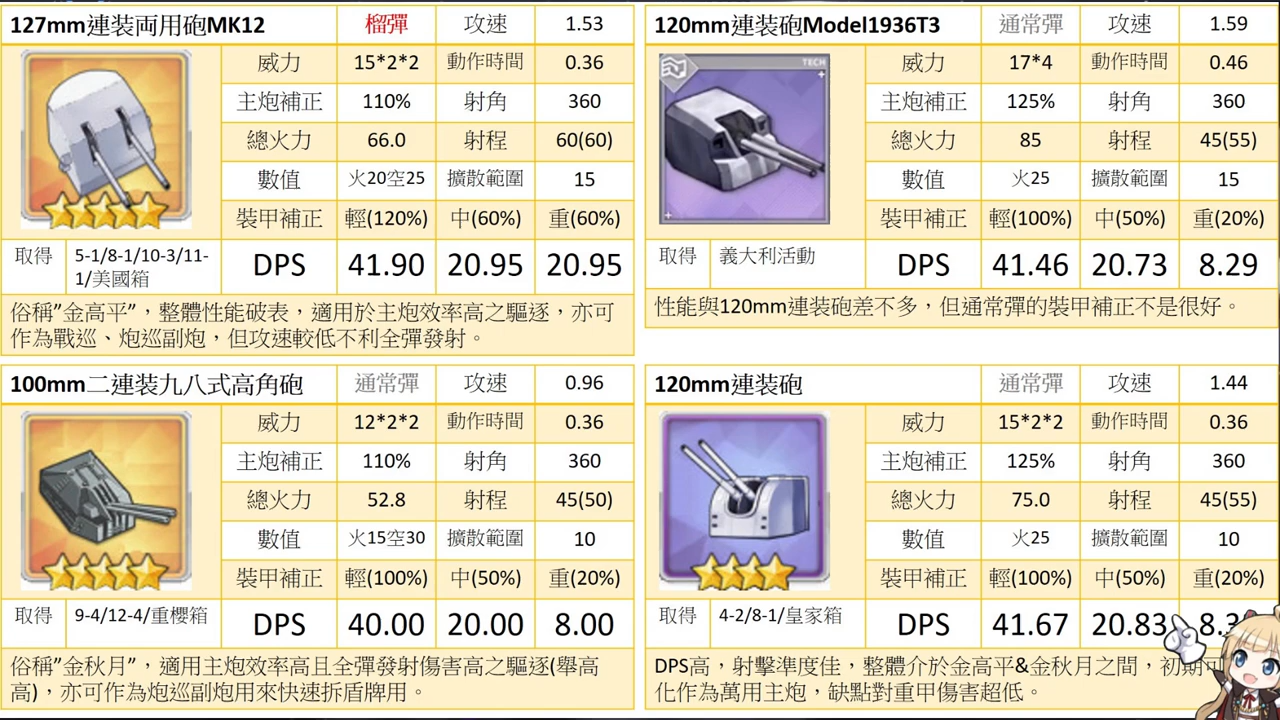 127mm連装両用砲MK12 榴彈 攻速 1.53
威力 15*2*2 動作時間 0.36
主炮補正 110% 射角 360
總火力 66.0 射程 60(60)
數值 火20空25 擴散範圍 15
裝甲補正 輕(120%) 中(60%) 重(60%)
取得 5-1/8-1/10-3/11-
1/美國箱
DPS 41.90 20.95 20.95
俗稱”金高平”，整體性能破表，適用於主炮效率高之驅逐，亦可
作為戰巡、炮巡副炮，但攻速較低不利全彈發射。
120mm連装砲Model1936T3 通常彈 攻速 1.59
TECH
威力 17*4 動作時間 0.46
主炮補正 125% 射角 360
總火力 85 射程 45(55)
數值 火25 擴散範圍 15
裝甲補正 輕(100%) 中(50%) 重(20%)
取得 義大利活動 DPS 41.46 20.73 8.29
性能與120mm連装砲差不多，但通常彈的裝甲補正不是很好。
100mm二連装九八式高角砲 通常彈 攻速 0.96
威力 12*2*2 動作時間 0.36
主炮補正 110% 射角 360
總火力 52.8 射程 45(50)
數值 火15空30 擴散範圍 10
裝甲補正 輕(100%) 中(50%) 重(20%)
取得 9-4/12-4/重櫻箱 DPS 40.00 20.00 8.00
俗稱”金秋月”，適用主炮效率高且全彈發射傷害高之驅逐(舉高
高)，亦可作為炮巡副炮用來快速拆盾牌用。
120mm連装砲 通常彈 攻速 1.44
威力 15*2*2 動作時間 0.36
主炮補正 125% 射角 360
總火力 75.0 射程 45(55)
數值 火25 擴散範圍 10
裝甲補正 輕(100%) 中(50%) 重(20%)
取得 4-2/8-1/皇家箱 DPS 41.67 20.83 8.3
DPS高，射擊準度佳，整體介於金高平&金秋月之間，初期可
化作為萬用主炮，缺點對重甲傷害超低。